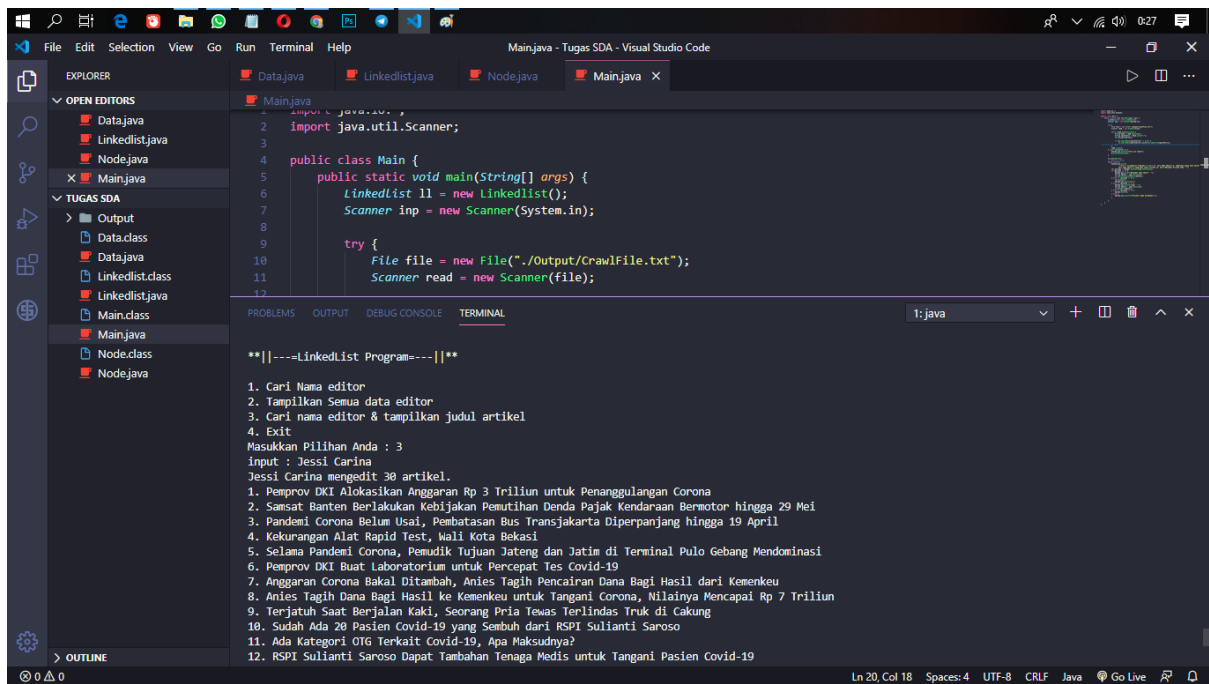 0:27
File Edit Selection View Go Run Terminal Help
Main.java - Tugas SDA - Visual Studio Code
EXPLORER
Data.java Linkedlist.java Node.java Main.java
OPEN EDITORS
Data.java
Linkedlist.java
Node.java
Main.java
TUGAS SDA
Output
Data.class
Data.java
Linkedlist.class
Linkedlist.java
Main.class
Main.java
Node.class
Node.java
OUTLINE
Main.java
2 import java.util.Scanner;
3
4 public class Main {
5 public static void main(String[] args) {
6 Linkedlist ll = new Linkedlist();
7 Scanner inp = new Scanner(System.in);
8
9 try {
10 File file = new File("./Output/CrawlFile.txt");
11 Scanner read = new Scanner(file);
12
PROBLEMS OUTPUT DEBUG CONSOLE TERMINAL
1: java
**||---=LinkedList Program=---||**
1. Cari Nama editor
2. Tampilkan Semua data editor
3. Cari nama editor & tampilkan judul artikel
4. Exit
Masukkan Pilihan Anda : 3
input : Jessi Carina
Jessi Carina mengedit 30 artikel.
1. Pemprov DKI Alokasikan Anggaran Rp 3 Triliun untuk Penanggulangan Corona
2. Samsat Banten Berlakukan Kebijakan Pemutihan Denda Pajak Kendaraan Bermotor hingga 29 Mei
3. Pandemi Corona Belum Usai, Pembatasan Bus Transjakarta Diperpanjang hingga 19 April
4. Kekurangan Alat Rapid Test, Wali Kota Bekasi
5. Selama Pandemi Corona, Pemudik Tujuan Jateng dan Jatim di Terminal Pulo Gebang Mendominasi
6. Pemprov DKI Buat Laboratorium untuk Percepat Tes Covid-19
7. Anggaran Corona Bakal Ditambah, Anies Tagih Pencairan Dana Bagi Hasil dari Kemenkeu
8. Anies Tagih Dana Bagi Hasil ke Kemenkeu untuk Tangani Corona, Nilainya Mencapai Rp 7 Triliun
9. Terjatuh Saat Berjalan Kaki, Seorang Pria Tewas Terlindas Truk di Cakung
10. Sudah Ada 20 Pasien Covid-19 yang Sembuh dari RSPI Sulianti Saroso
11. Ada Kategori OTG Terkait Covid-19, Apa Maksudnya?
12. RSPI Sulianti Saroso Dapat Tambahan Tenaga Medis untuk Tangani Pasien Covid-19
0 0
Ln 20, Col 18 Spaces: 4 UTF-8 CRLF Java Go Live